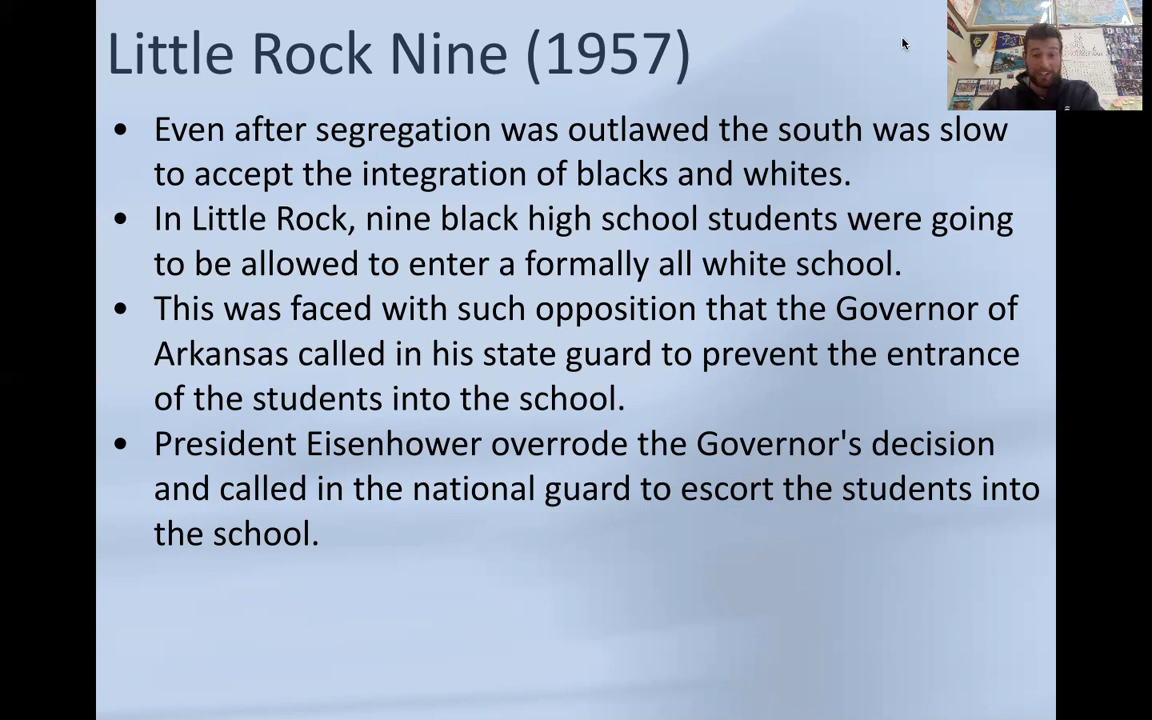 Little Rock Nine (1957)
• Even after segregation was outlawed the south was slow
to accept the integration of blacks and whites.
• In Little Rock, nine black high school students were going
to be allowed to enter a formally all white school.
• This was faced with such opposition that the Governor of
Arkansas called in his state guard to prevent the entrance
of the students into the school.
• President Eisenhower overrode the Governor's decision
and called in the national guard to escort the students into
the school.